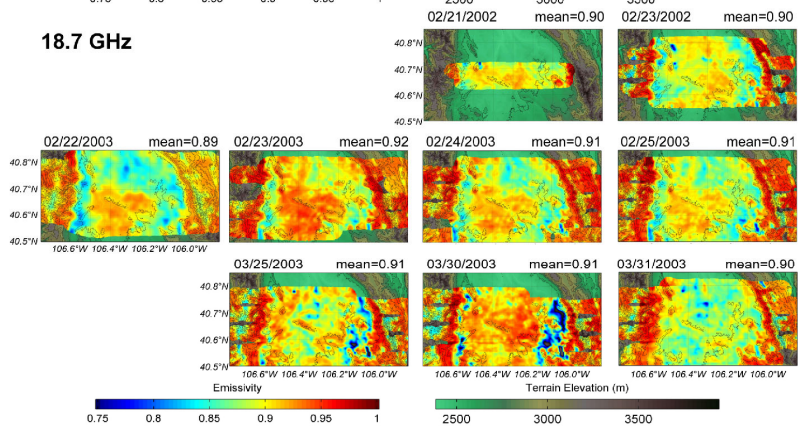 02/21/2002 mean=0.90 02/23/2002 mean=0.90
18.7 GHz
40.8°N
40.7°N
40.6°N
40.5°N
02/22/2003 mean=0.89 02/23/2003 mean=0.92 02/24/2003 mean=0.91 02/25/2003 mean=0.91
40.8°N
40.7°N
40.6°N
40.5°N
106.6°W 106.4°W 106.2°W 106.0°W
03/25/2003 mean=0.91 03/30/2003 mean=0.91 03/31/2003 mean=0.90
40.8°N
40.7°N
40.6°N
40.5°N
106.6°W 106.4°W 106.2°W 106.0°W 106.6°W 106.4°W 106.2°W 106.0°W 106.6°W 106.4°W 106.2°W 106.0°W
Emissivity Terrain Elevation (m)
0.75 0.8 0.85 0.9 0.95 1 2500 3000 3500